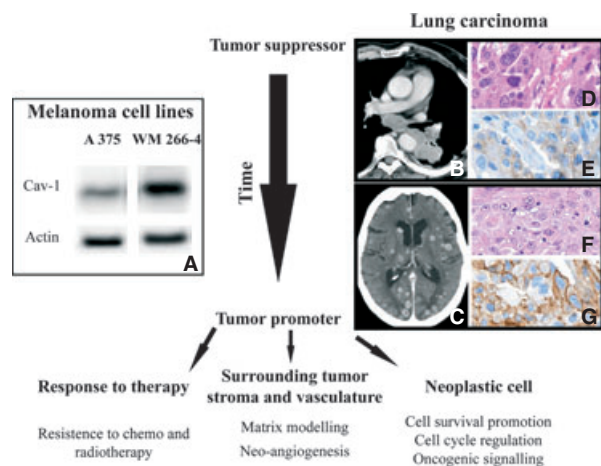 Lung carcinoma
Tumor suppressor
Melanoma cell lines
A 375 WM 266-4
Cav-1
Actin
A
Time
B
D
E
C
F
G
Tumor promoter
Response to therapy
Resistence to chemo and
radiotherapy
Surrounding tumor
stroma and vasculature
Matrix modelling
Neo-angiogenesis
Neoplastic cell
Cell survival promotion
Cell cycle regulation
Oncogenic signalling